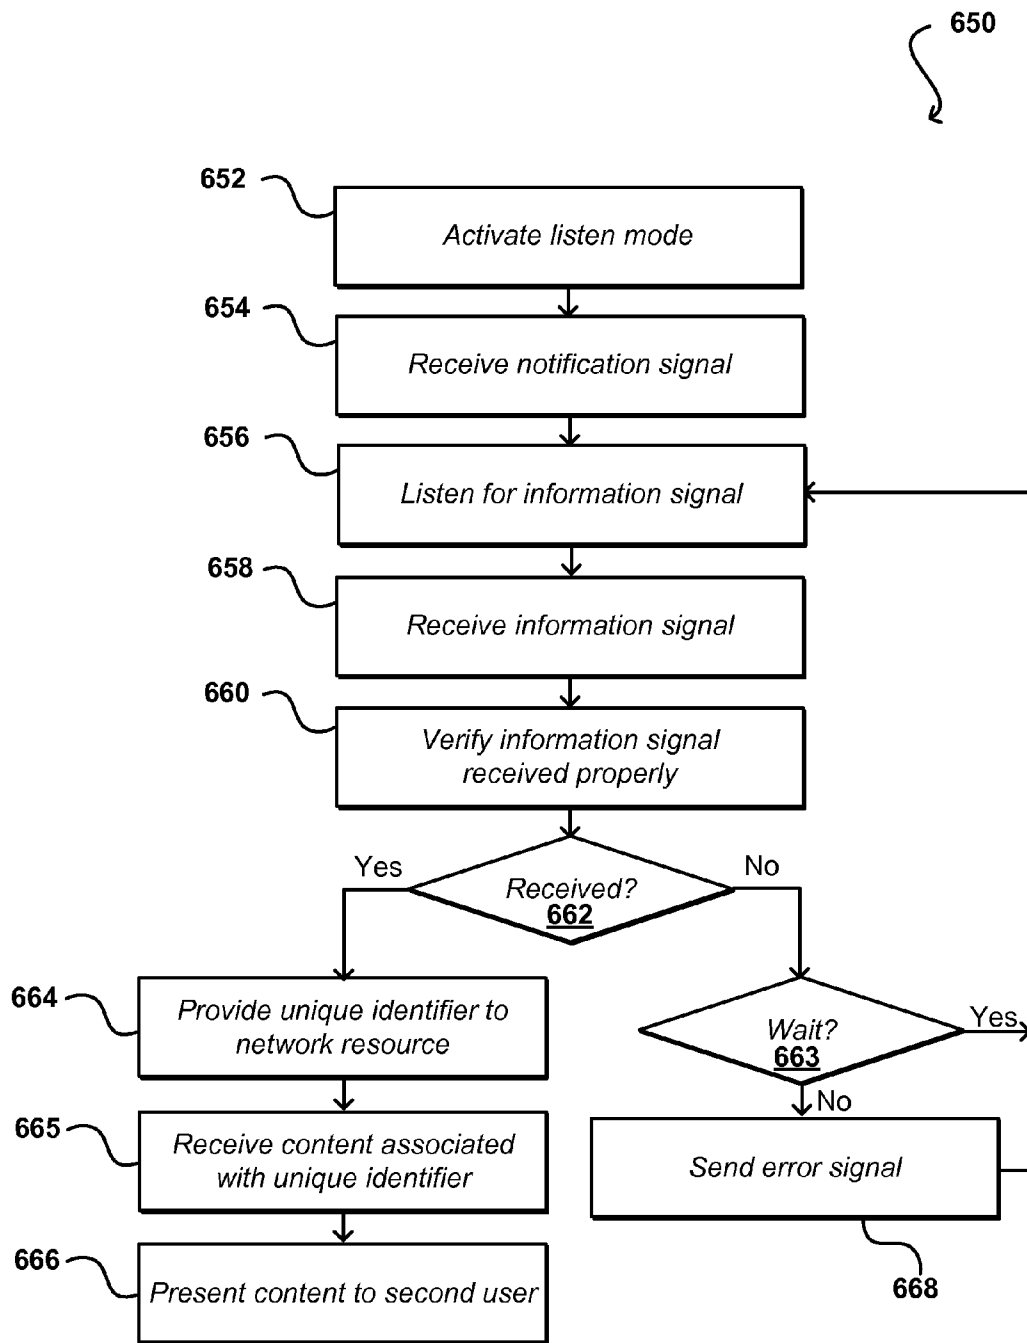 650
652
Activate listen mode
654
Receive notification signal
656
Listen for information signal
658
Receive information signal
660
Verify information signal
received properly
Yes
No
Received?
662
664
Provide unique identifier to
network resource
Wait?
663
Yes
No
665
Receive content associated
with unique identifier
Send error signal
668
666
Present content to second user